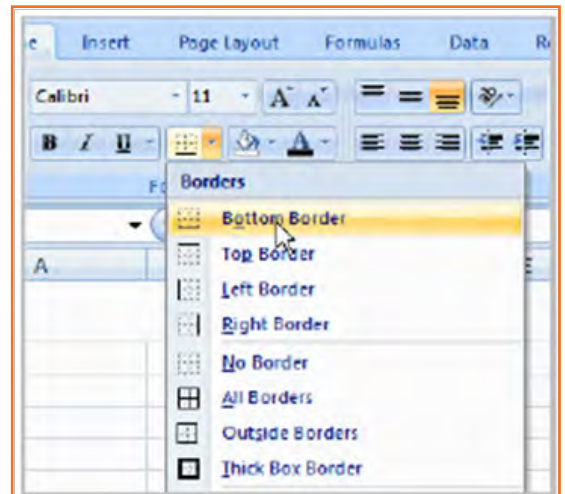 e Insert Page Layout Formulas Data R
Calibri 11 A A
B I U A
Fo
Borders
Bottom Border
A
Top Border
E
Left Border
Right Border
No Border
All Borders
Outside Borders
Thick Box Border